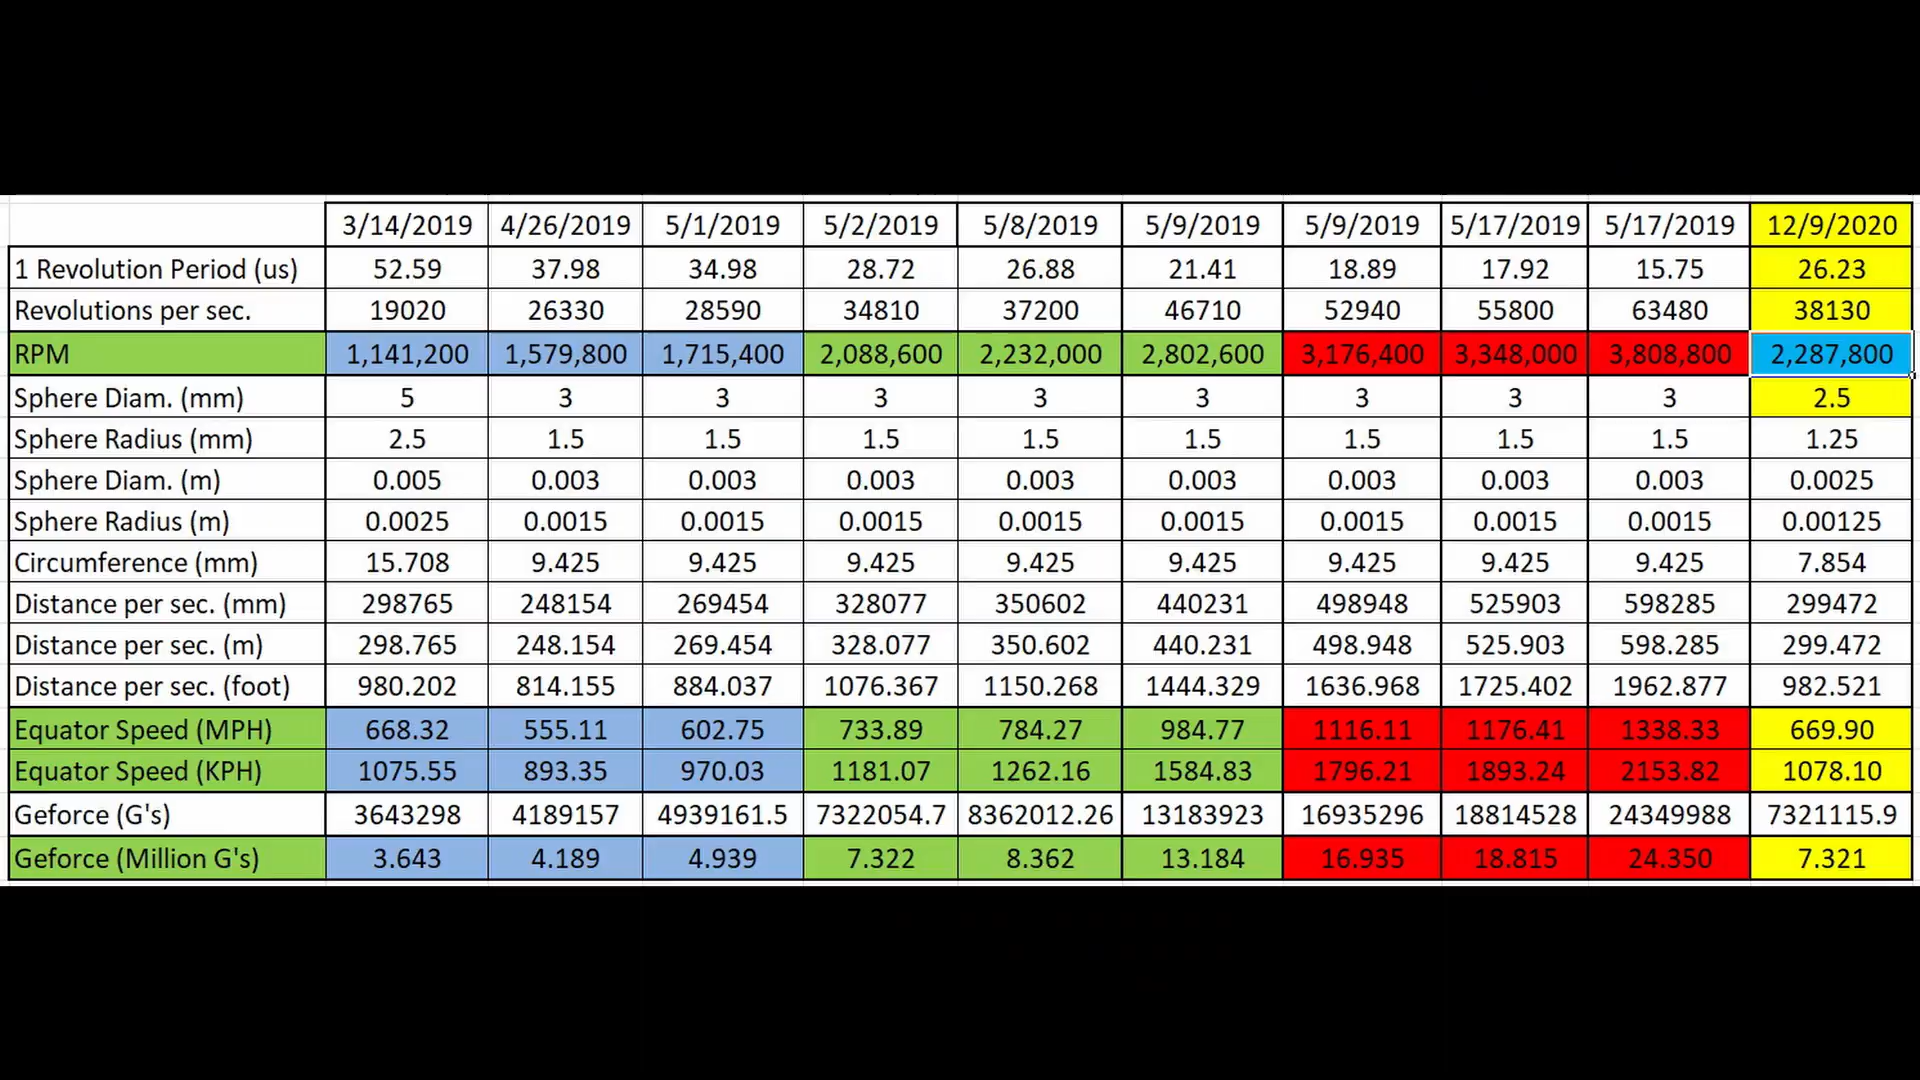 3/14/2019 4/26/2019 5/1/2019 5/2/2019 5/8/2019 5/9/2019 5/9/2019 5/17/2019 5/17/2019 12/9/2020
1 Revolution Period (us) 52.59 37.98 34.98 28.72 26.88 21.41 18.89 17.92 15.75 26.23
Revolutions per sec. 19020 26330 28590 34810 37200 46710 52940 55800 63480 38130
RPM 1,141,200 1,579,800 1,715,400 2,088,600 2,232,000 2,802,600 3,176,400 3,348,000 3,808,800 2,287,800
Sphere Diam. (mm) 5 3 3 3 3 3 3 3 3 2.5
Sphere Radius (mm) 2.5 1.5 1.5 1.5 1.5 1.5 1.5 1.5 1.5 1.25
Sphere Diam. (m) 0.005 0.003 0.003 0.003 0.003 0.003 0.003 0.003 0.003 0.0025
Sphere Radius (m) 0.0025 0.0015 0.0015 0.0015 0.0015 0.0015 0.0015 0.0015 0.0015 0.00125
Circumference (mm) 15.708 9.425 9.425 9.425 9.425 9.425 9.425 9.425 9.425 7.854
Distance per sec. (mm) 298765 248154 269454 328077 350602 440231 498948 525903 598285 299472
Distance per sec. (m) 298.765 248.154 269.454 328.077 350.602 440.231 498.948 525.903 598.285 299.472
Distance per sec. (foot) 980.202 814.155 884.037 1076.367 1150.268 1444.329 1636.968 1725.402 1962.877 982.521
Equator Speed (MPH) 668.32 555.11 602.75 733.89 784.27 984.77 1116.11 1176.41 1338.33 669.90
Equator Speed (KPH) 1075.55 893.35 970.03 1181.07 1262.16 1584.83 1796.21 1893.24 2153.82 1078.10
Geforce (G's) 3643298 4189157 4939161.5 7322054.7 8362012.26 13183923 16935296 18814528 24349988 7321115.9
Geforce (Million G's) 3.643 4.189 4.939 7.322 8.362 13.184 16.935 18.815 24.350 7.321